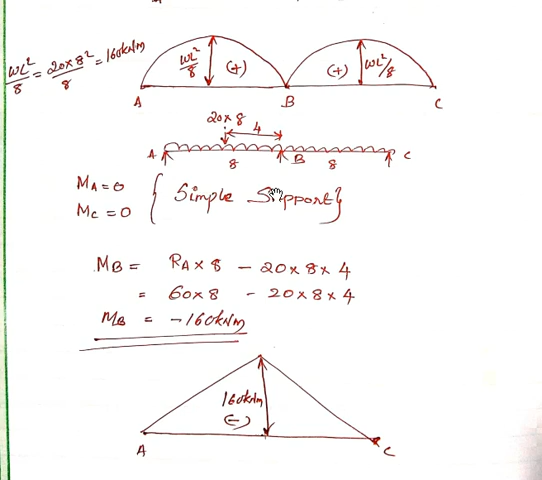 wL²/8 = 20×8²/8 = 160kNm
wL²/8 (+) (+) wL²/8
A B C
20×8
4
A B C
8 8
MA = 0
MC = 0 { Simple Support }
MB = RA × 8 - 20×8×4
= 60×8 - 20×8×4
MB = -160kNm
160kNm
(-)
A C